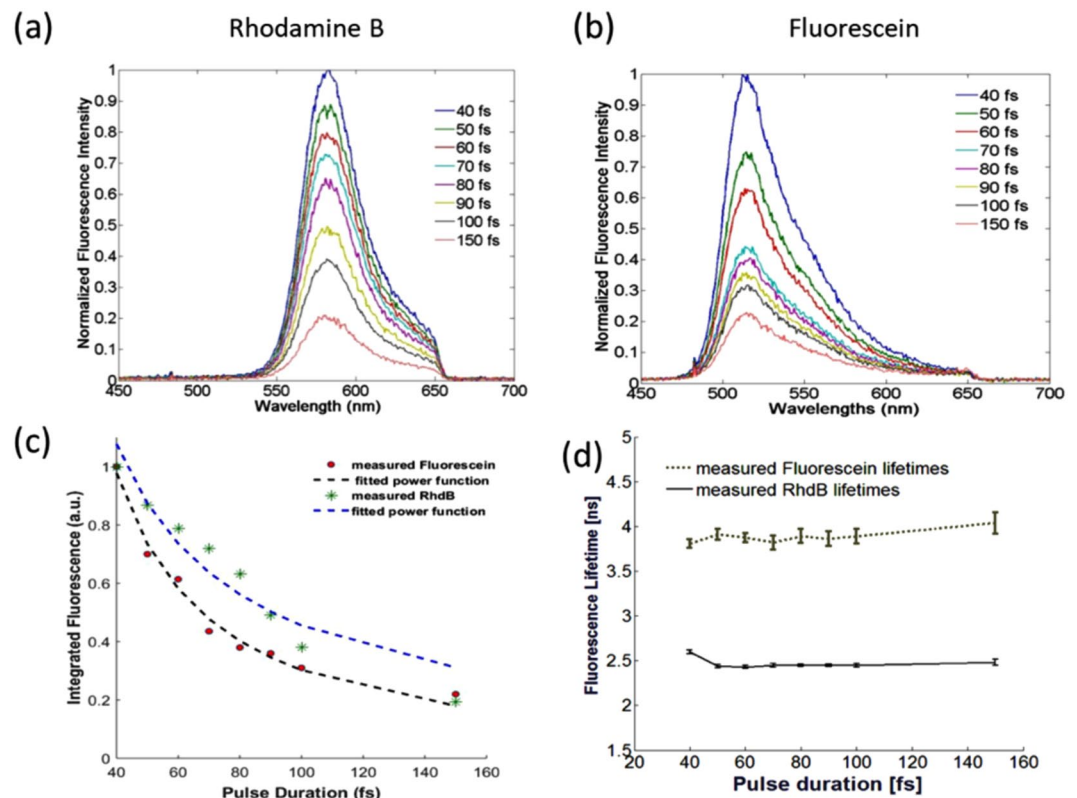 (a)
Rhodamine B
Normalized Fluorescence Intensity
1
0.9
0.8
0.7
0.6
0.5
0.4
0.3
0.2
0.1
40 fs
50 fs
60 fs
70 fs
80 fs
90 fs
100 fs
150 fs
450 500 550 600 650 700
Wavelength (nm)
(b)
Fluorescein
Normalized Fluorescence Intensity
1
0.9
0.8
0.7
0.6
0.5
0.4
0.3
0.2
0.1
0
40 fs
50 fs
60 fs
70 fs
80 fs
90 fs
100 fs
150 fs
450 500 550 600 650 700
Wavelengths (nm)
(c)
Integrated Fluorescence (a.u.)
1
0.8
0.6
0.4
0.2
0
measured Fluorescein
fitted power function
measured RhdB
fitted power function
40 60 80 100 120 140 160
Pulse Duration (fs)
(d)
Fluorescence Lifetime [ns]
5
4.5
4
3.5
3
2.5
2
1.5
measured Fluorescein lifetimes
measured RhdB lifetimes
20 40 60 80 100 120 140 160
Pulse duration [fs]